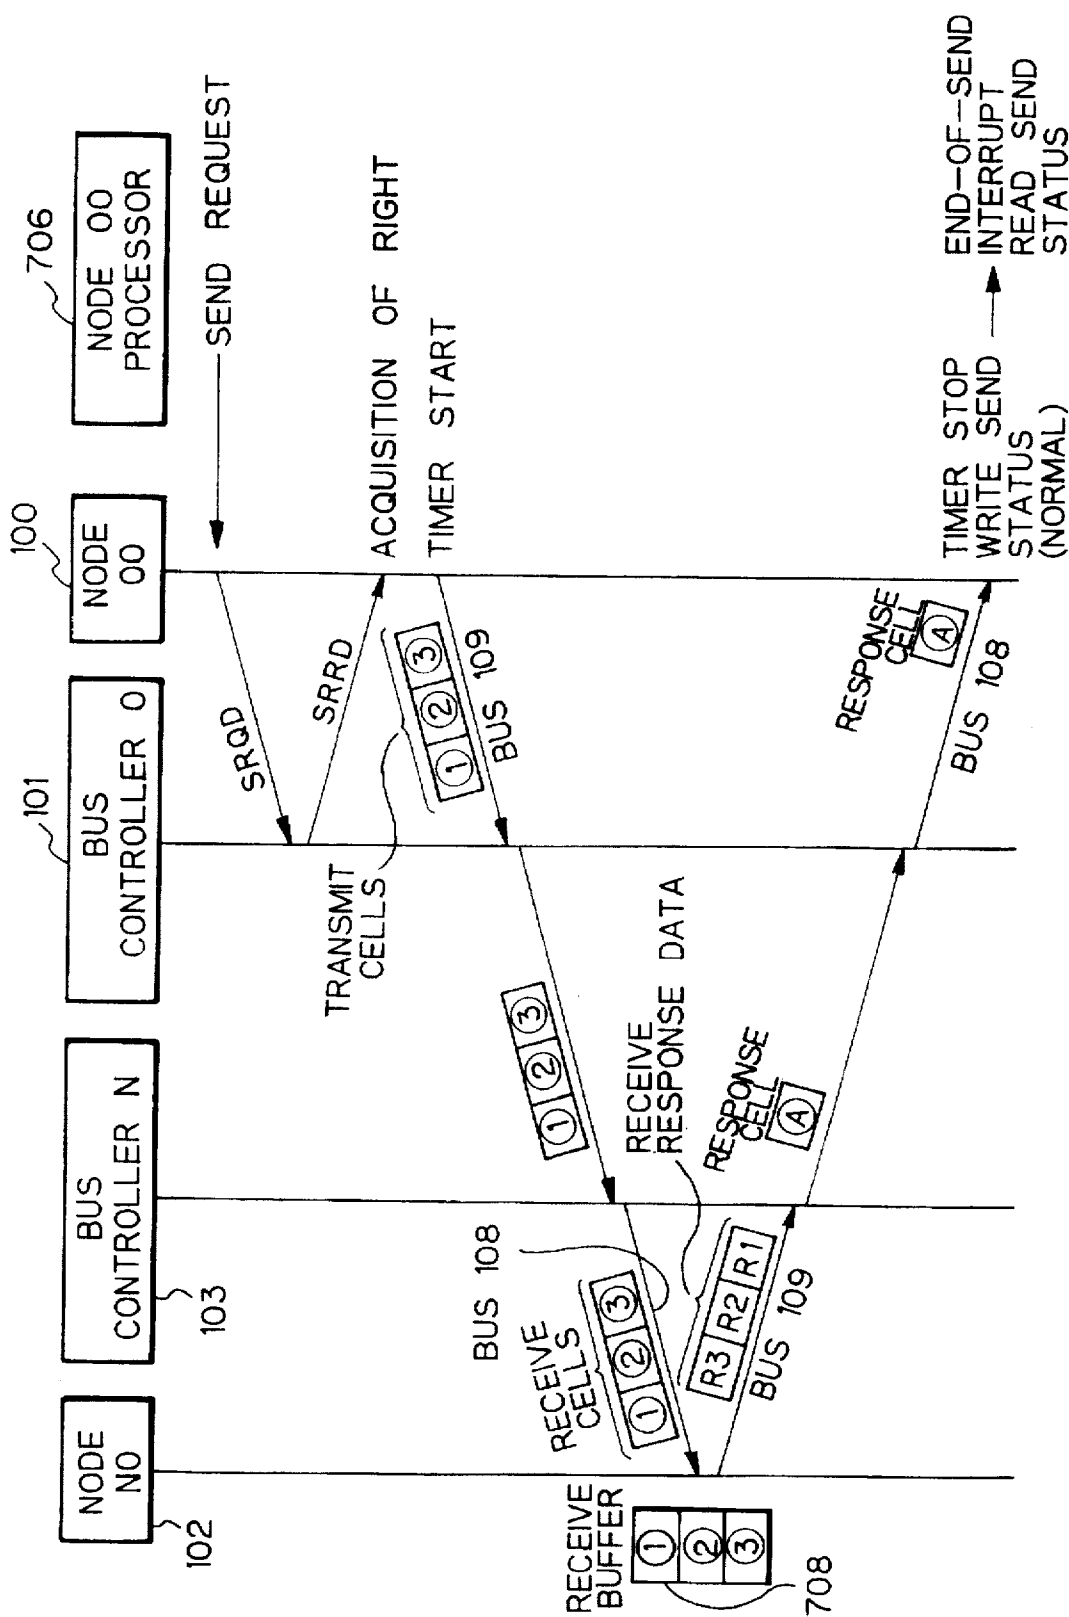 102
NODE
N0
103
BUS
CONTROLLER N
101
BUS
CONTROLLER 0
100
NODE
00
706
NODE 00
PROCESSOR
SEND REQUEST
SRQD
SRRD
ACQUISITION OF RIGHT
TIMER START
TRANSMIT
CELLS
1 2 3
BUS 109
1 2 3
BUS 108
RECEIVE
CELLS
1 2 3
RECEIVE
BUFFER
1
2
3
708
RECEIVE
RESPONSE DATA
R3 R2 R1
BUS 109
RESPONSE
CELL
A
RESPONSE
CELL
A
BUS 108
TIMER STOP
WRITE SEND
STATUS
(NORMAL)
END-OF-SEND
INTERRUPT
READ SEND
STATUS